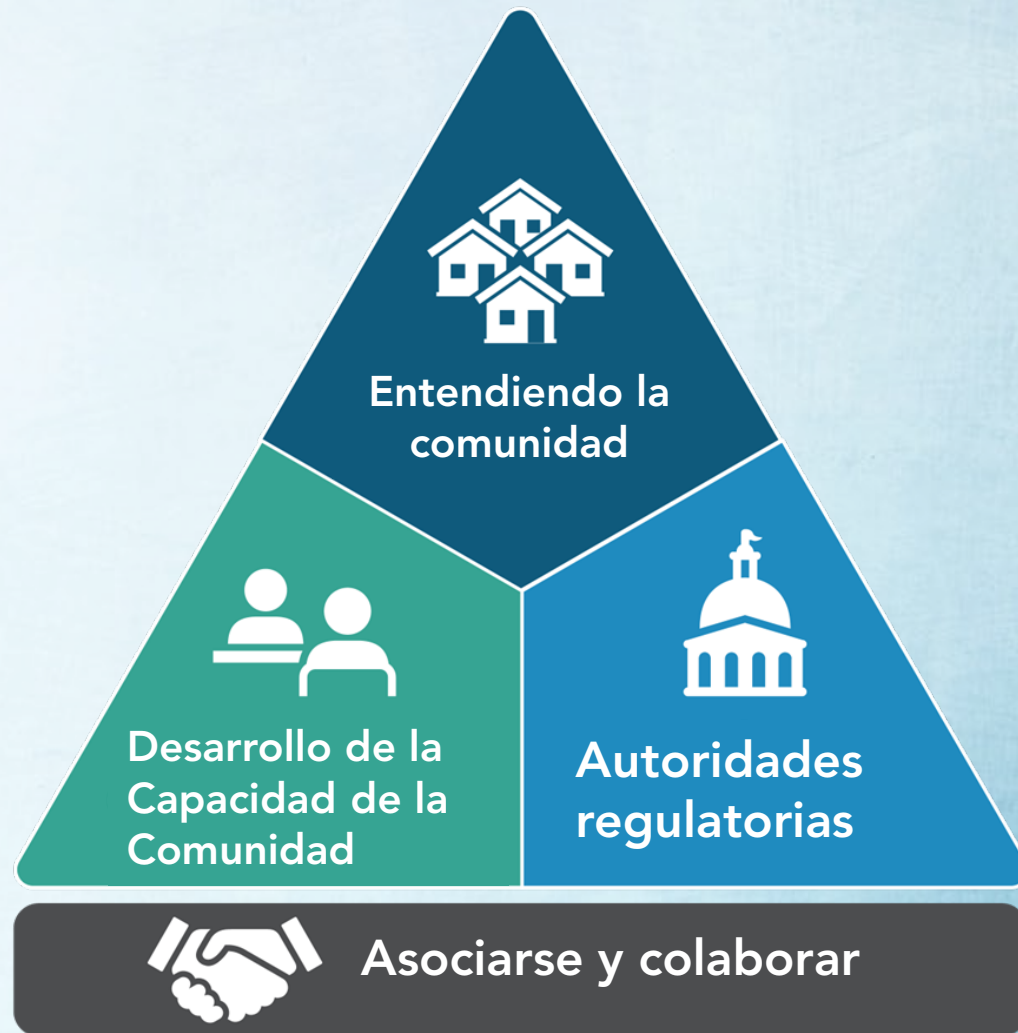 Entendiendo la
comunidad
Desarrollo de la
Capacidad de la
Comunidad
Autoridades
regulatorias
Asociarse y colaborar